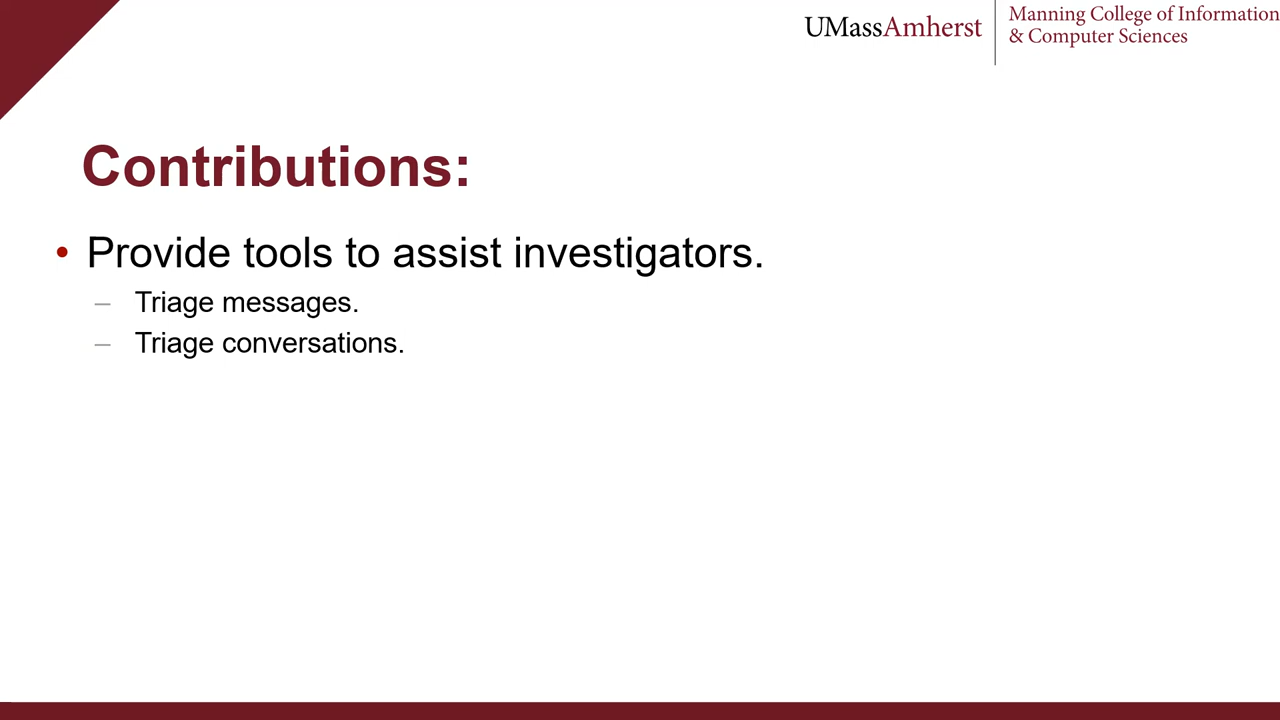 UMassAmherst
Manning College of Information
& Computer Sciences
Contributions:
• Provide tools to assist investigators.
– Triage messages.
– Triage conversations.